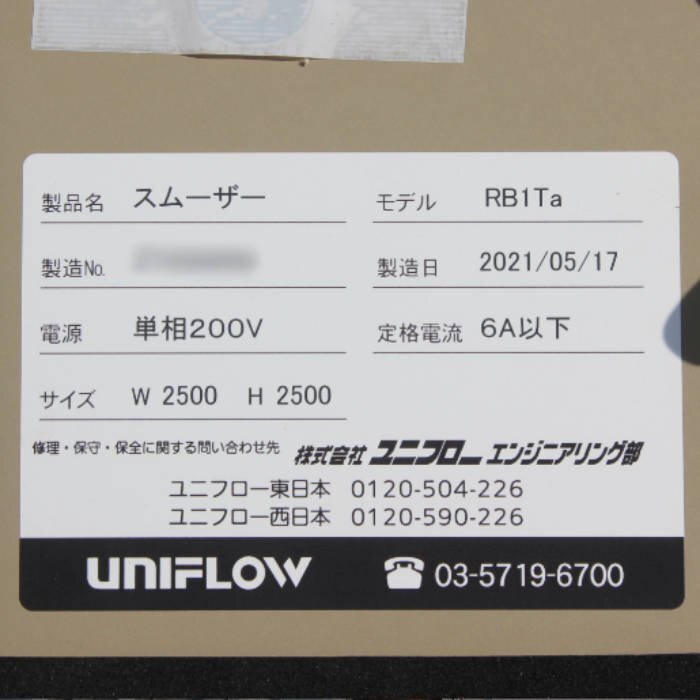 製品名 スムーザー モデル RB1Ta
製造No. 製造日 2021/05/17
電源 単相200V 定格電流 6A以下
サイズ W 2500 H 2500
修理・保守・保全に関する問い合わせ先 株式会社 ユニフロー エンジニアリング部
ユニフロー東日本 0120-504-226
ユニフロー西日本 0120-590-226
UNIFLOW ☎ 03-5719-6700